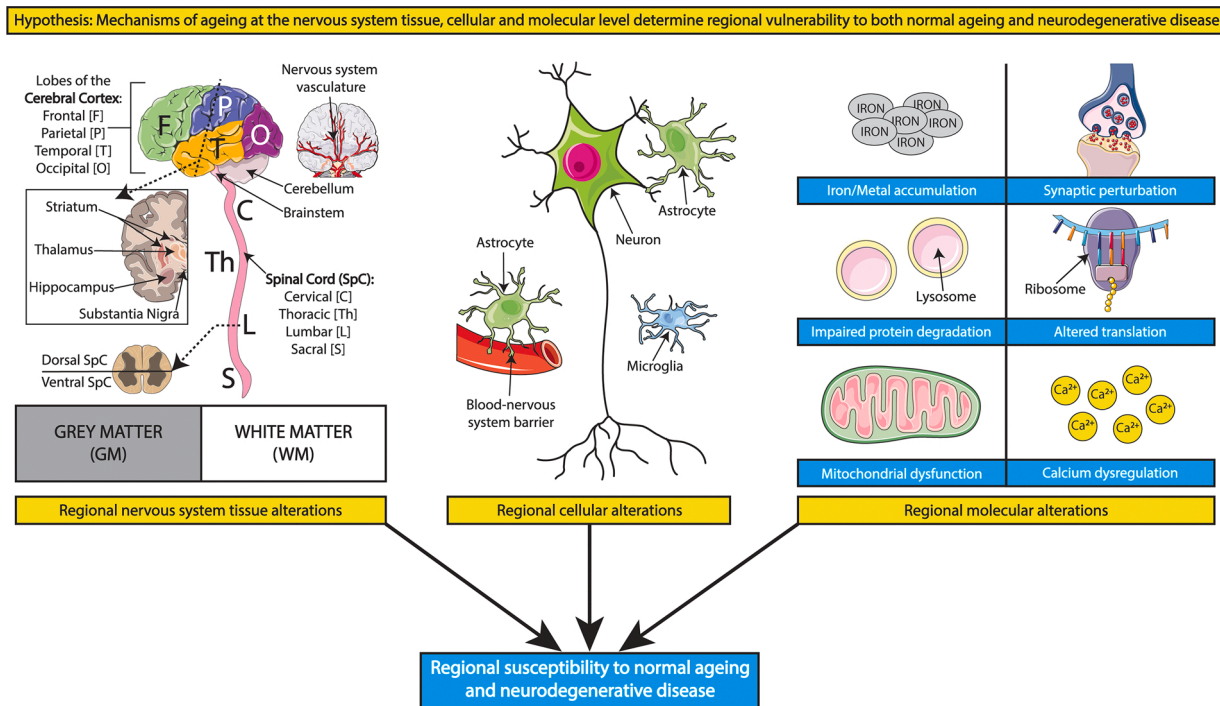 Hypothesis: Mechanisms of ageing at the nervous system tissue, cellular and molecular level determine regional vulnerability to both normal ageing and neurodegenerative disease
Lobes of the
Cerebral Cortex:
Frontal [F]
Parietal [P]
Temporal [T]
Occipital [O]
F
P
T
O
Nervous system
vasculature
Cerebellum
Brainstem
Striatum
Thalamus
Hippocampus
Substantia Nigra
C
Th
L
S
Spinal Cord (SpC):
Cervical [C]
Thoracic [Th]
Lumbar [L]
Sacral [S]
Dorsal SpC
Ventral SpC
GREY MATTER
(GM)
WHITE MATTER
(WM)
Regional nervous system tissue alterations
Neuron
Astrocyte
Astrocyte
Microglia
Blood-nervous
system barrier
Regional cellular alterations
IRON
IRON
IRON
IRON
IRON
IRON
Iron/Metal accumulation
Synaptic perturbation
Lysosome
Ribosome
Impaired protein degradation
Altered translation
Ca²⁺
Ca²⁺
Ca²⁺
Ca²⁺
Ca²⁺
Ca²⁺
Mitochondrial dysfunction
Calcium dysregulation
Regional molecular alterations
Regional susceptibility to normal ageing
and neurodegenerative disease